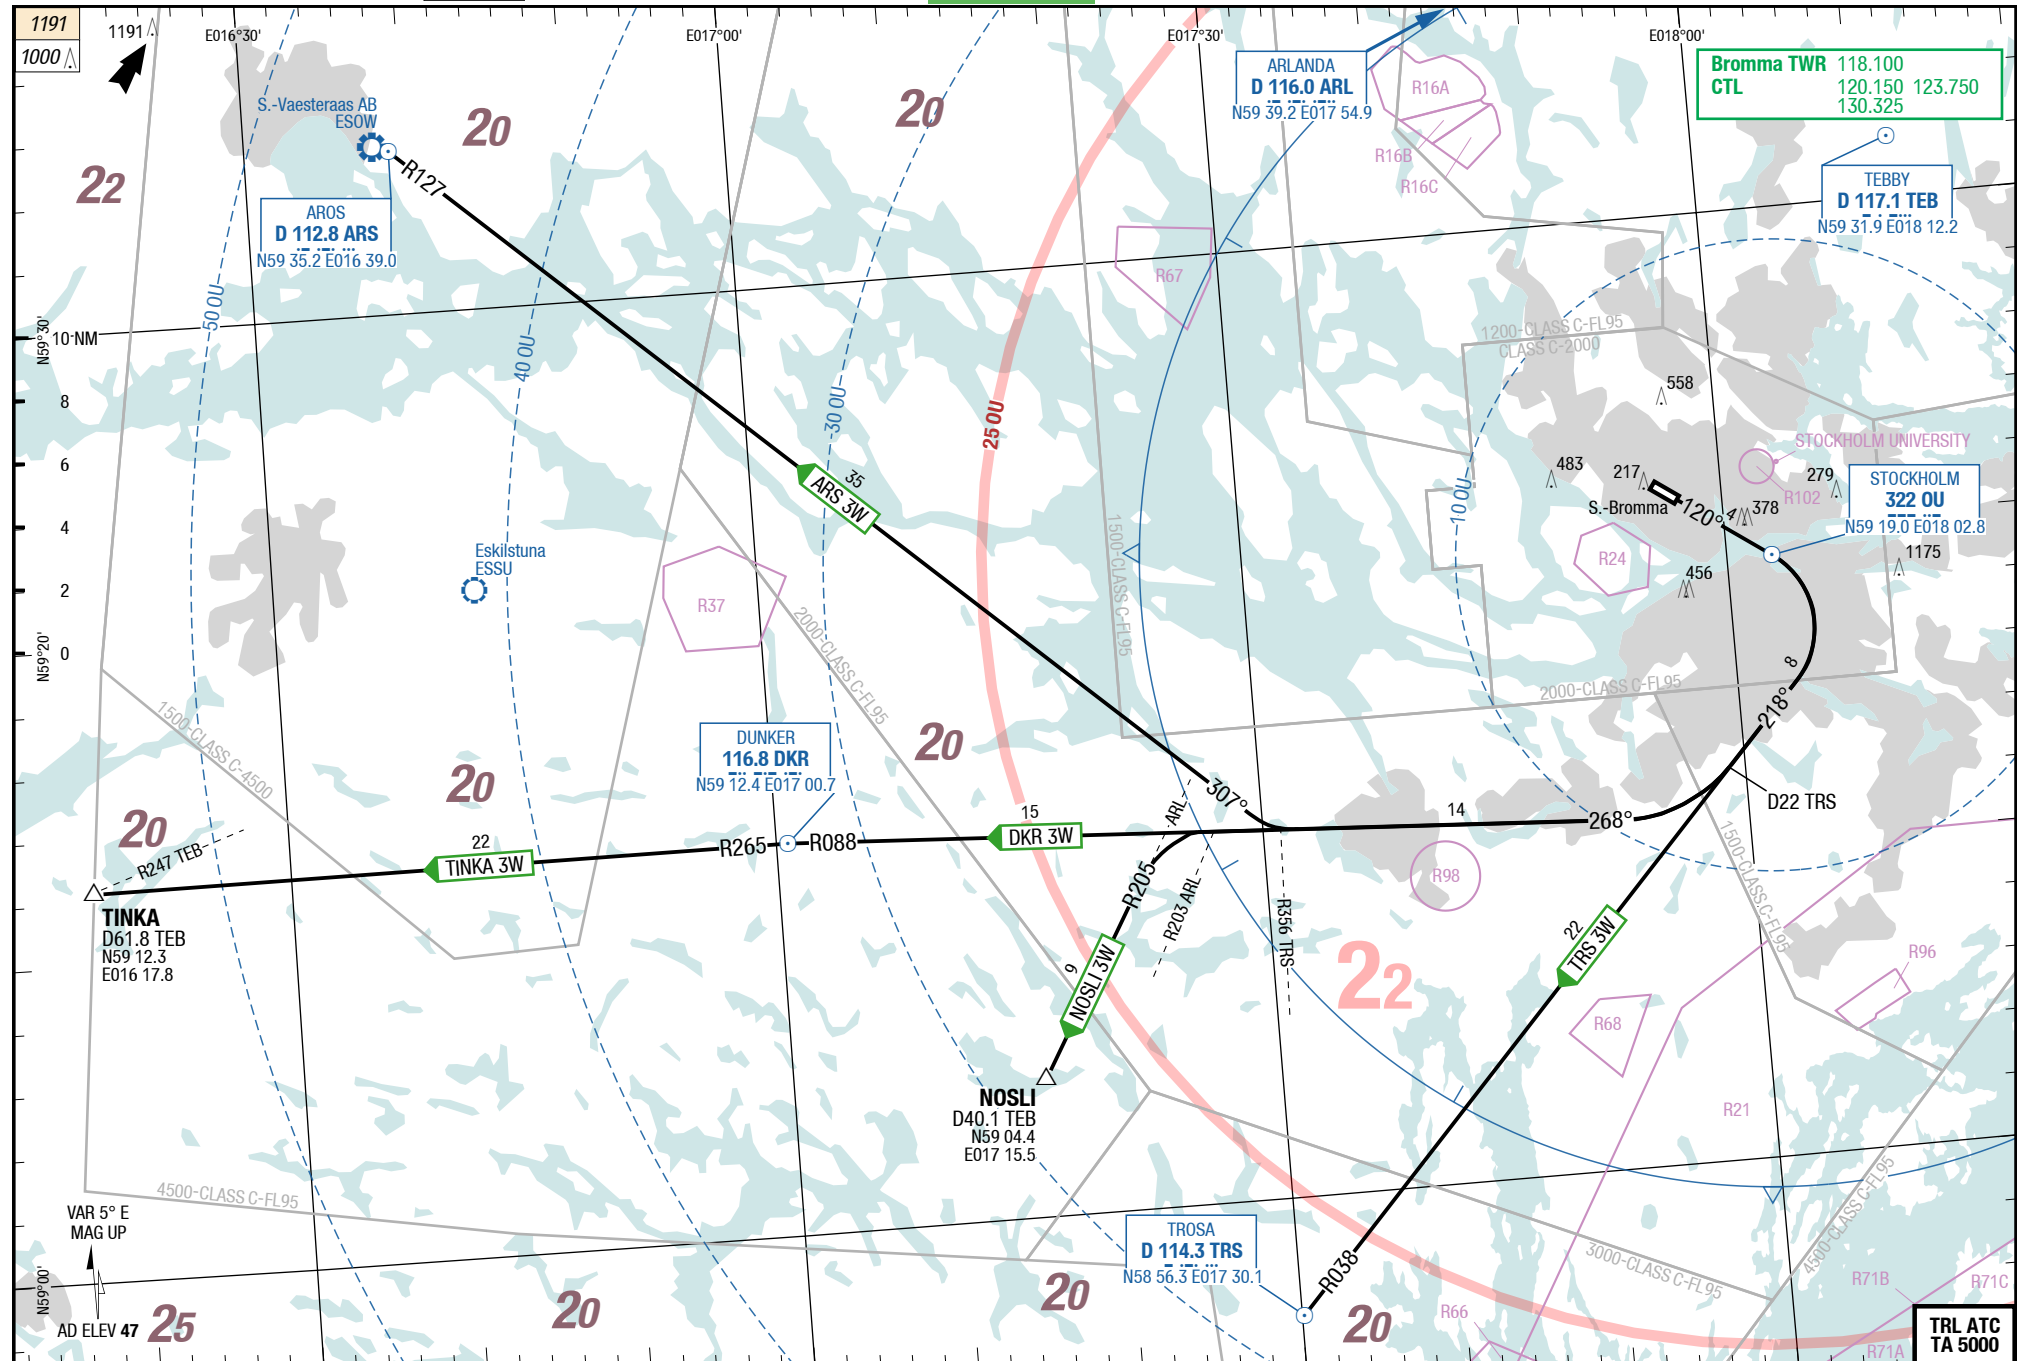 1191
1000
1191
E016°30'
E017°00'
E017°30'
E018°00'
Bromma TWR 118.100
CTL 120.150 123.750
130.325
ARLANDA
D 116.0 ARL
N59 39.2 E017 54.9
R16A
R16B
R16C
S.-Vaesteraas AB
ESOW
20
20
22
R127
AROS
D 112.8 ARS
N59 35.2 E016 39.0
TEBBY
D 117.1 TEB
N59 31.9 E018 12.2
R67
50 OU
40 OU
30 OU
25 OU
10 OU
N59°30'
10 NM
8
6
4
2
0
N59°20'
1200-CLASS C-FL95
CLASS C-2000
558
STOCKHOLM UNIVERSITY
R102
483
217
279
378
4
S.-Bromma
120°
STOCKHOLM
322 OU
N59 19.0 E018 02.8
1175
R24
456
35
ARS 3W
1500-CLASS C-FL95
Eskilstuna
ESSU
R37
2000-CLASS C-FL95
2000-CLASS C-FL95
8
218°
1500-CLASS C-4500
DUNKER
116.8 DKR
N59 12.4 E017 00.7
20
20
20
307°
ARL
D22 TRS
15
DKR 3W
14
268°
R247 TEB
22
TINKA 3W
R265
R088
R205
R203 ARL
R356 TRS
R98
1500-CLASS C-FL95
TINKA
D61.8 TEB
N59 12.3
E016 17.8
9
NOSLI 3W
22
TRS 3W
22
R96
R68
NOSLI
D40.1 TEB
N59 04.4
E017 15.5
R21
4500-CLASS C-FL95
4500-CLASS C-FL95
3000-CLASS C-FL95
VAR 5° E
MAG UP
TROSA
D 114.3 TRS
N58 56.3 E017 30.1
R038
N59°00'
AD ELEV 47
25
20
20
20
R66
R71B
R71C
R71A
TRL ATC
TA 5000